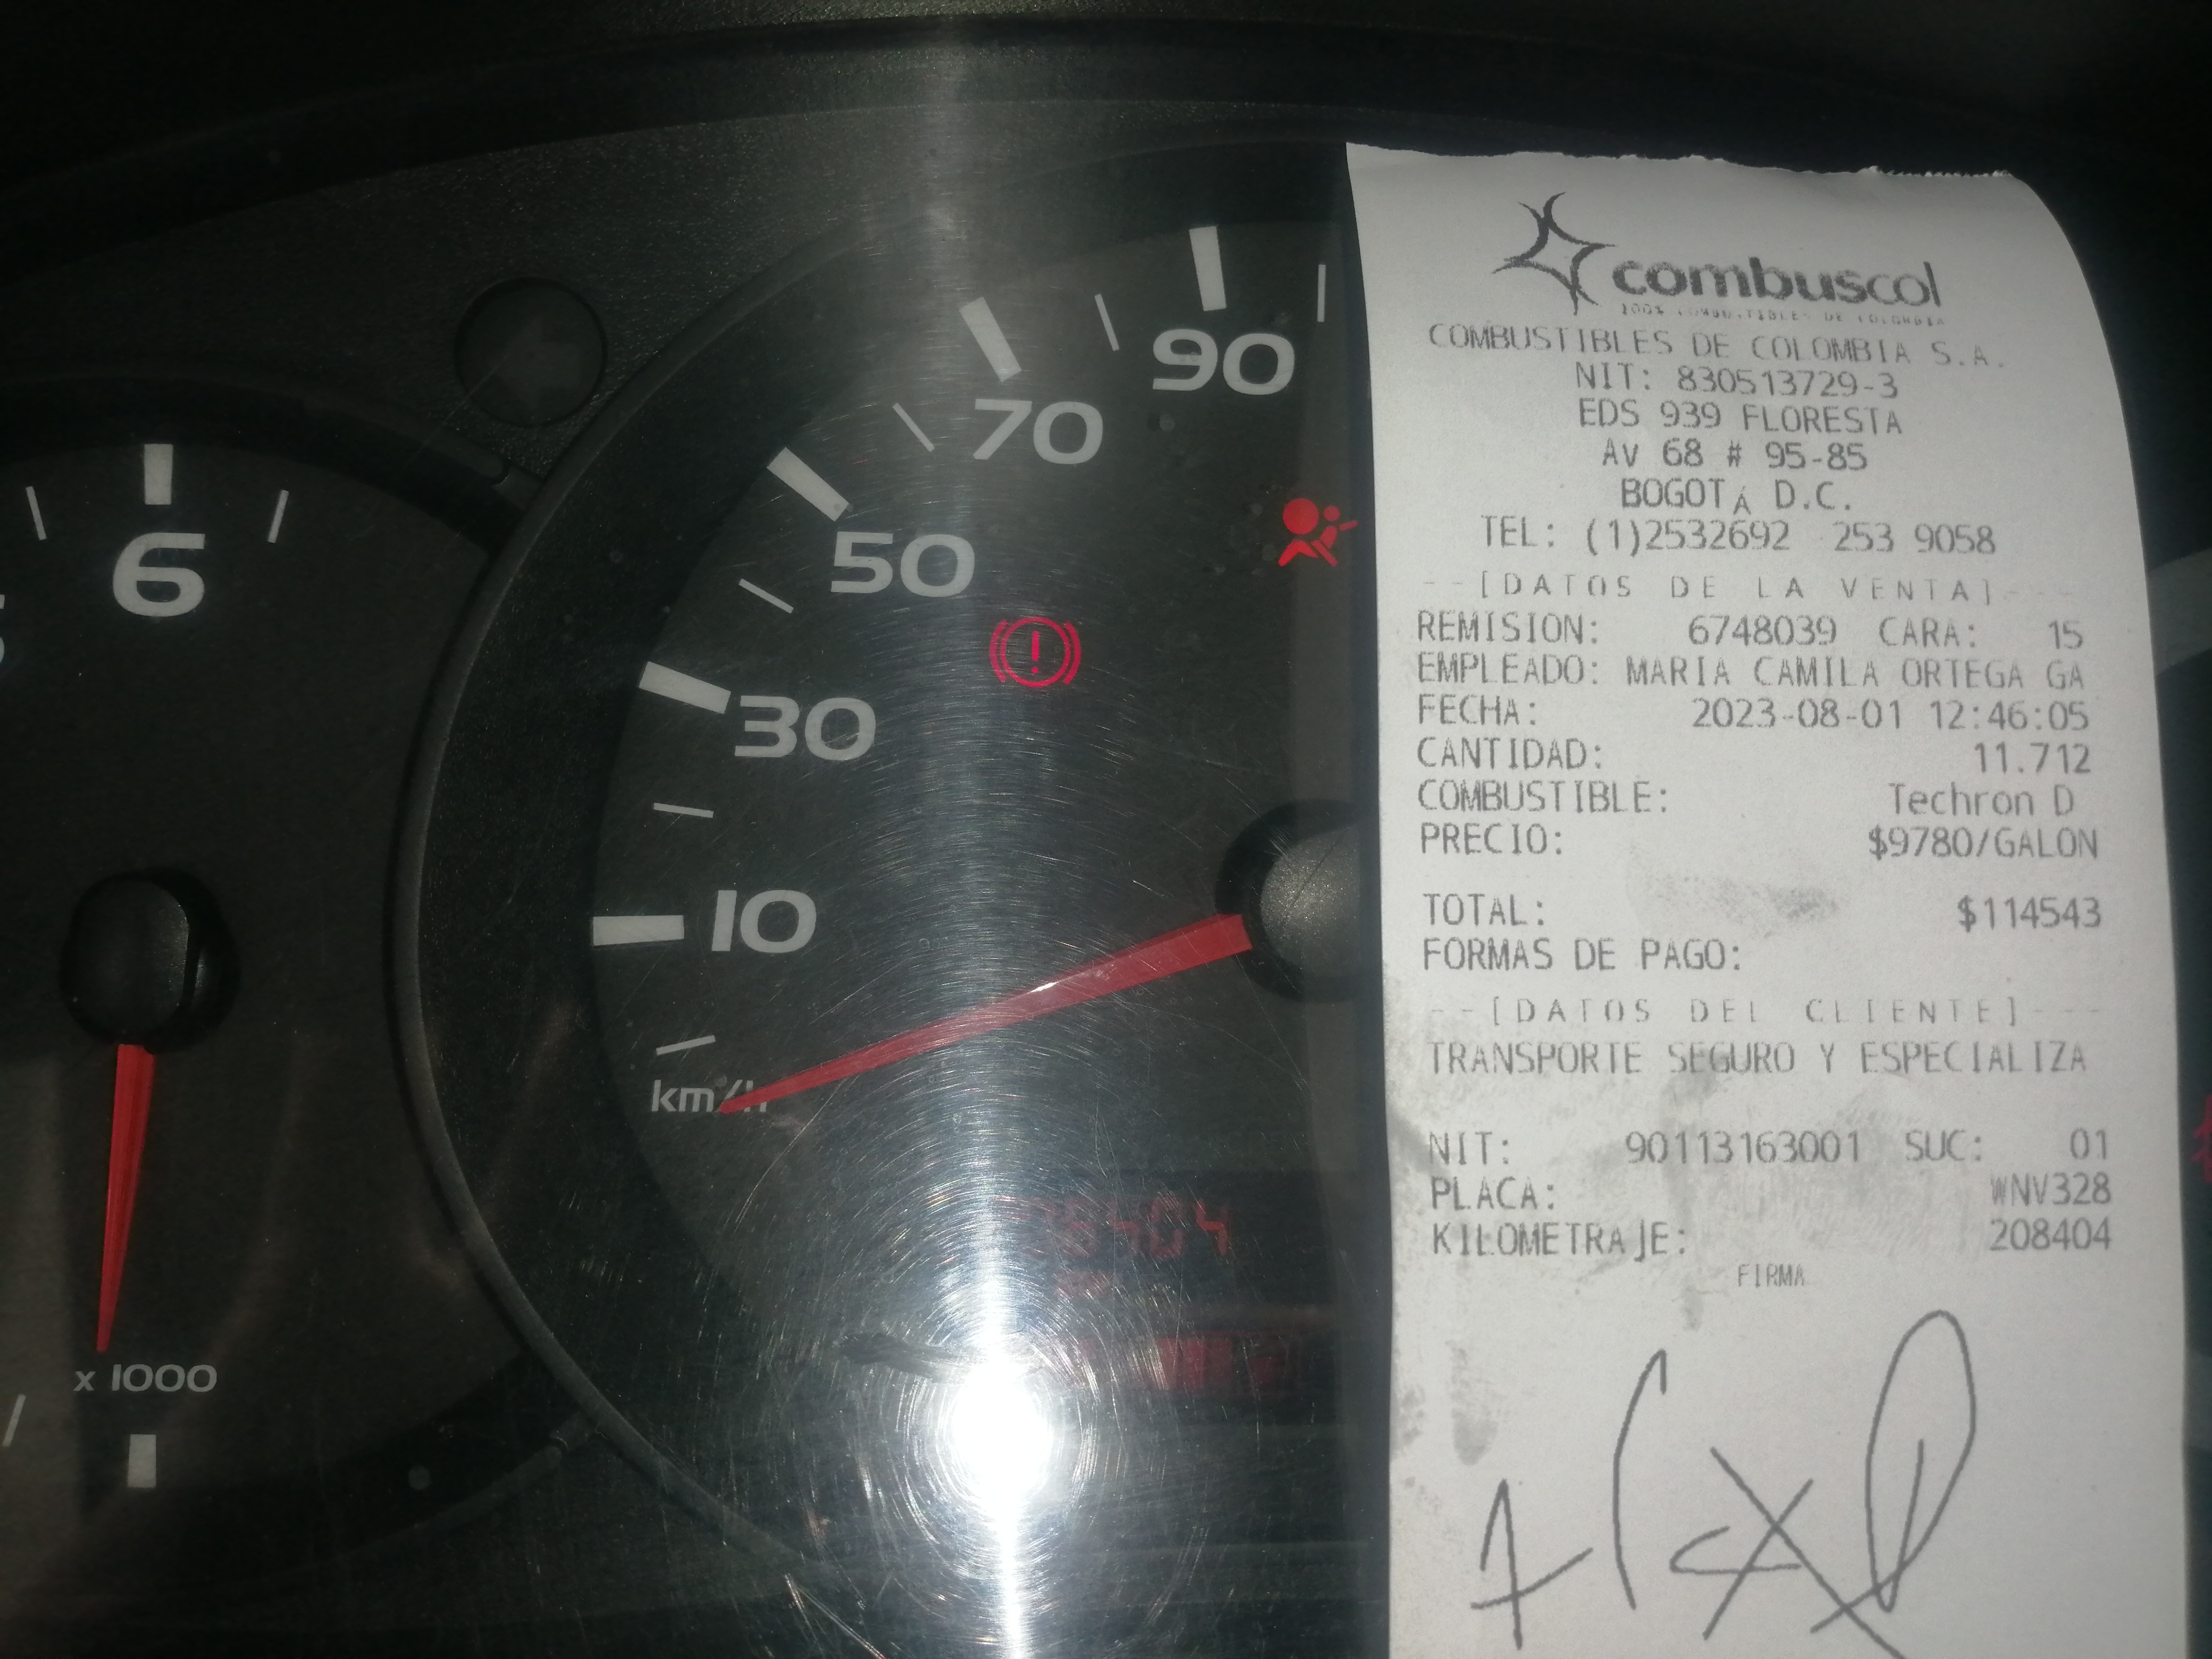 6
x 1000
10
30
50
70
90
km/h
combuscol
100% COMBUSTIBLES DE COLOMBIA
COMBUSTIBLES DE COLOMBIA S.A.
NIT: 830513729-3
EDS 939 FLORESTA
Av 68 # 95-85
BOGOTÁ D.C.
TEL: (1)2532692 253 9058
--[DATOS DE LA VENTA]---
REMISION: 6748039 CARA: 15
EMPLEADO: MARIA CAMILA ORTEGA GA
FECHA: 2023-08-01 12:46:05
CANTIDAD: 11.712
COMBUSTIBLE: Techron D
PRECIO: $9780/GALON
TOTAL: $114543
FORMAS DE PAGO:
--[DATOS DEL CLIENTE]---
TRANSPORTE SEGURO Y ESPECIALIZA
NIT: 90113163001 SUC: 01
PLACA: WNV328
KILOMETRAJE: 208404
FIRMA